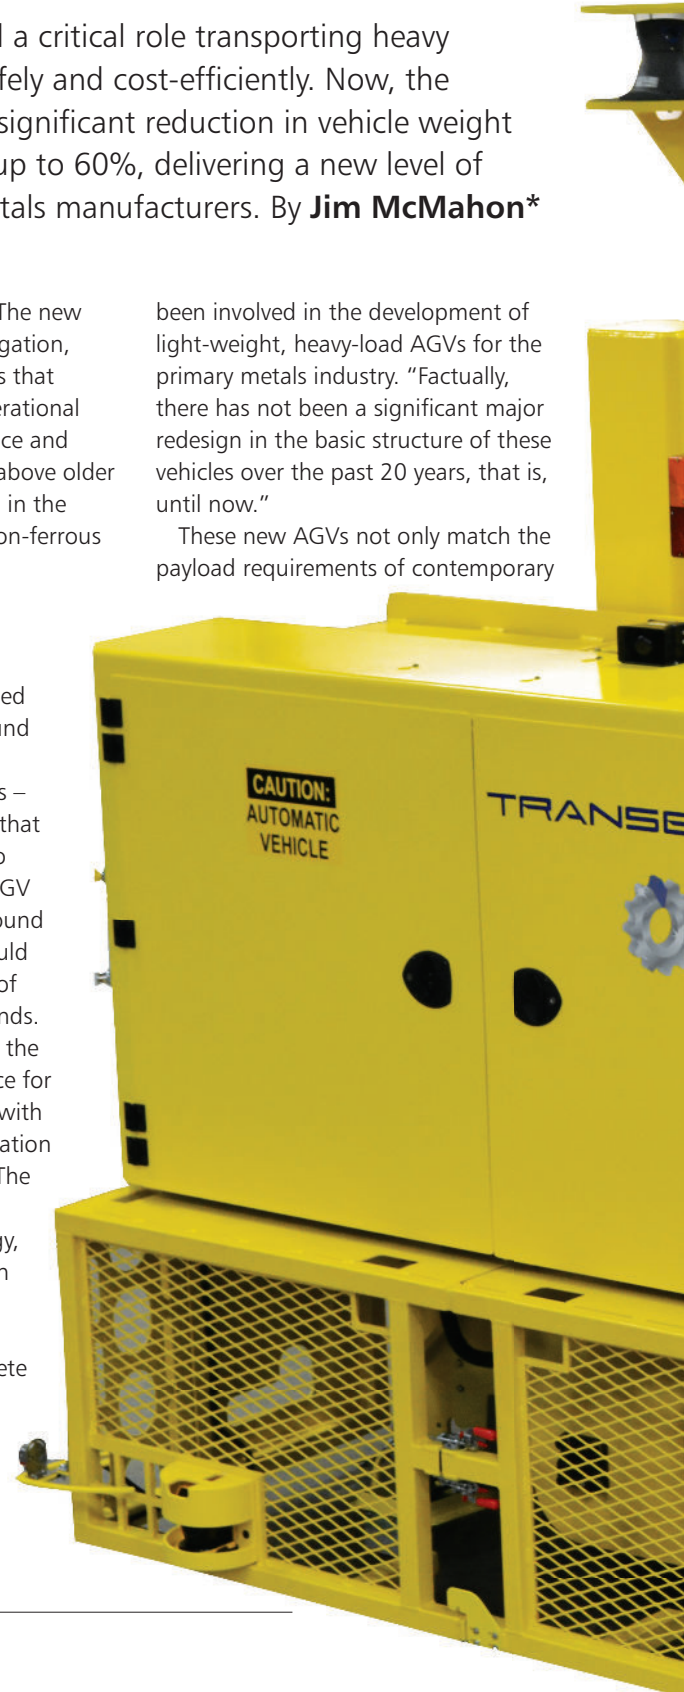 l a critical role transporting heavy
fely and cost-efficiently. Now, the
significant reduction in vehicle weight
up to 60%, delivering a new level of
tals manufacturers. By Jim McMahon*
The new
gation,
s that
erational
ce and
above older
in the
on-ferrous
ed
und
s –
that
GV
ound
uld
of
nds.
the
ce for
with
ation
The
gy,
n
ete
been involved in the development of
light-weight, heavy-load AGVs for the
primary metals industry. “Factually,
there has not been a significant major
redesign in the basic structure of these
vehicles over the past 20 years, that is,
until now.”
These new AGVs not only match the
payload requirements of contemporary
CAUTION:
AUTOMATIC
VEHICLE
TRANSB